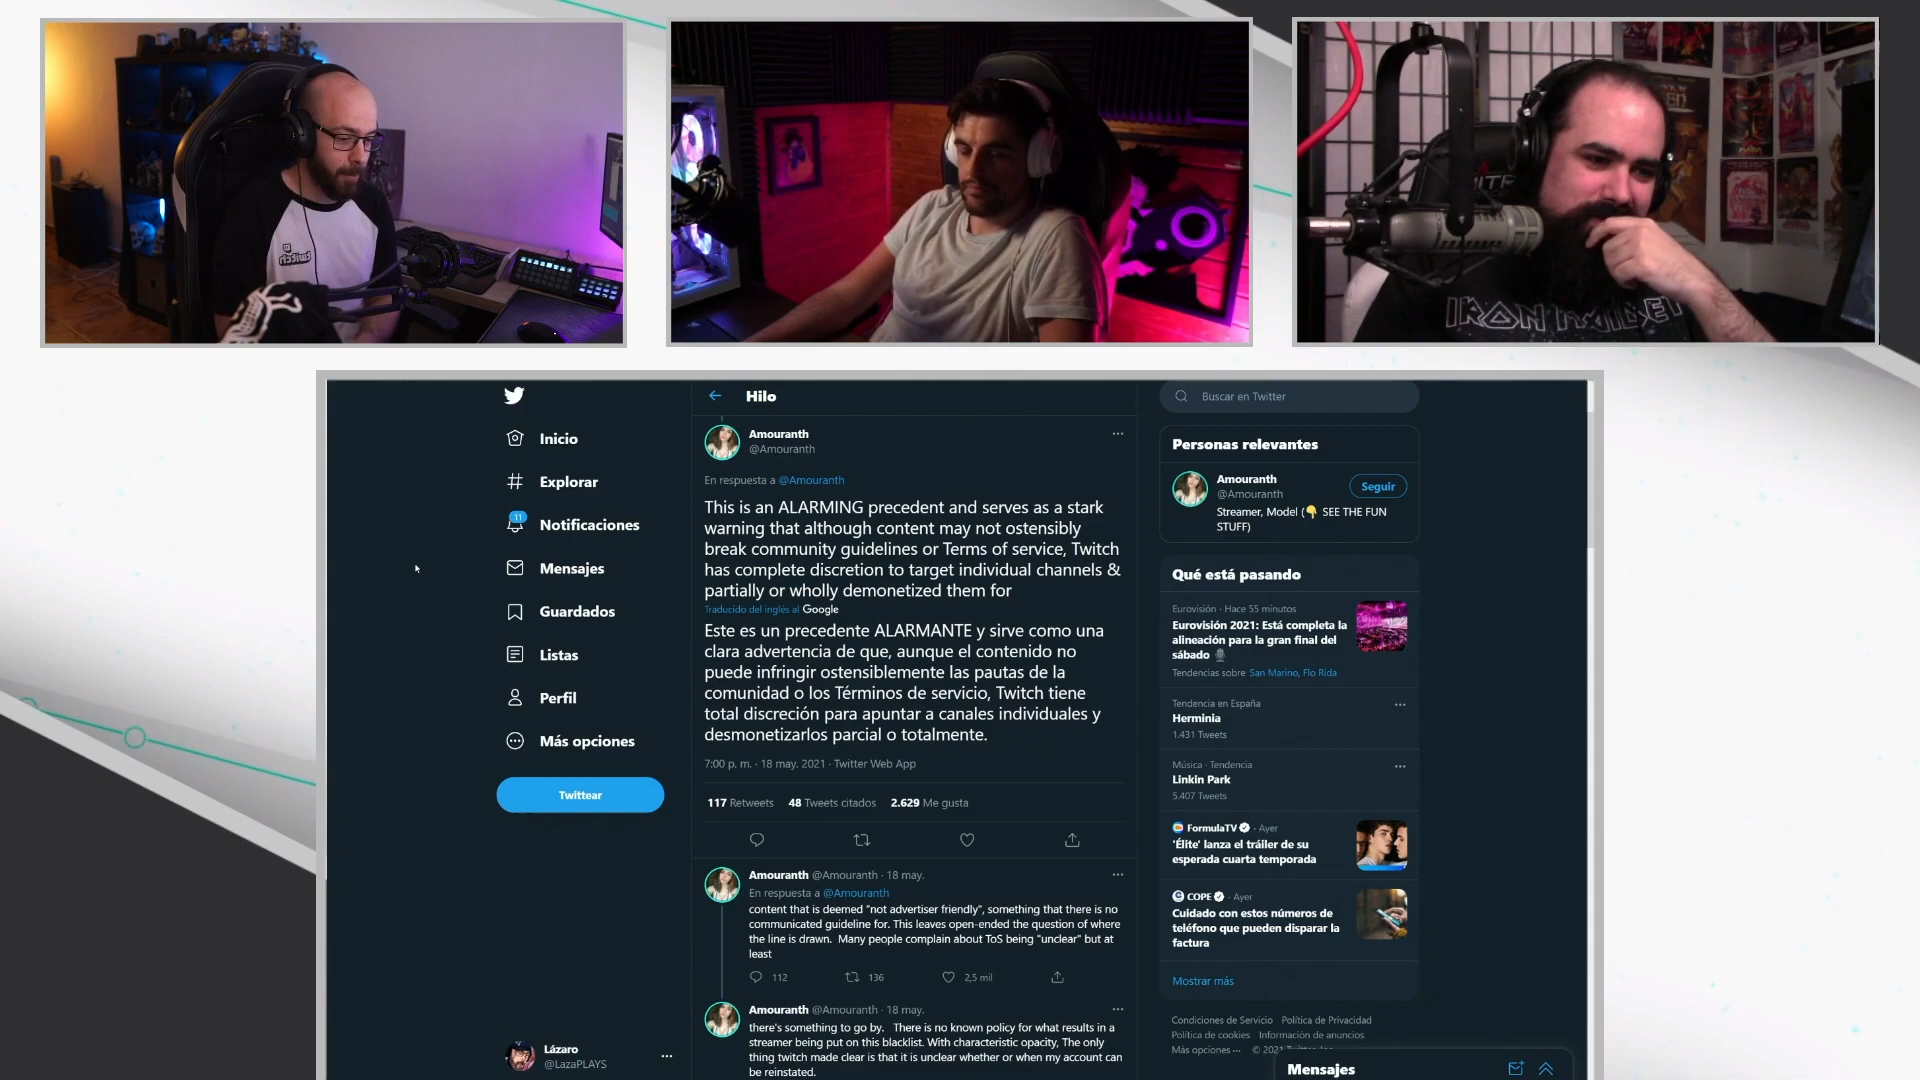 IRON MAIDEN
Inicio
Explorar
11
Notificaciones
Mensajes
Guardados
Listas
Perfil
Más opciones
Twittear
Lázaro
@LazaPLAYS
Hilo
Amouranth
@Amouranth
En respuesta a @Amouranth
This is an ALARMING precedent and serves as a stark
warning that although content may not ostensibly
break community guidelines or Terms of service, Twitch
has complete discretion to target individual channels &
partially or wholly demonetized them for
Traducido del inglés al Google
Este es un precedente ALARMANTE y sirve como una
clara advertencia de que, aunque el contenido no
puede infringir ostensiblemente las pautas de la
comunidad o los Términos de servicio, Twitch tiene
total discreción para apuntar a canales individuales y
desmonetizarlos parcial o totalmente.
7:00 p. m. · 18 may. 2021 · Twitter Web App
117 Retweets 48 Tweets citados 2.629 Me gusta
Amouranth @Amouranth · 18 may.
En respuesta a @Amouranth
content that is deemed "not advertiser friendly", something that there is no
communicated guideline for. This leaves open-ended the question of where
the line is drawn. Many people complain about ToS being "unclear" but at
least
112 136 2,5 mil
Amouranth @Amouranth · 18 may.
there's something to go by. There is no known policy for what results in a
streamer being put on this blacklist. With characteristic opacity, The only
thing twitch made clear is that it is unclear whether or when my account can
be reinstated.
Buscar en Twitter
Personas relevantes
Amouranth
@Amouranth
Seguir
Streamer, Model (👇 SEE THE FUN
STUFF)
Qué está pasando
Eurovisión · Hace 55 minutos
Eurovisión 2021: Está completa la
alineación para la gran final del
sábado 🎙️
Tendencias sobre San Marino, Flo Rida
Tendencia en España
Herminia
1.431 Tweets
Música · Tendencia
Linkin Park
5.407 Tweets
FormulaTV · Ayer
'Élite' lanza el tráiler de su
esperada cuarta temporada
COPE · Ayer
Cuidado con estos números de
teléfono que pueden disparar la
factura
Mostrar más
Condiciones de Servicio Política de Privacidad
Política de cookies Información de anuncios
Más opciones ··· © 2021 Twitter, Inc.
Mensajes